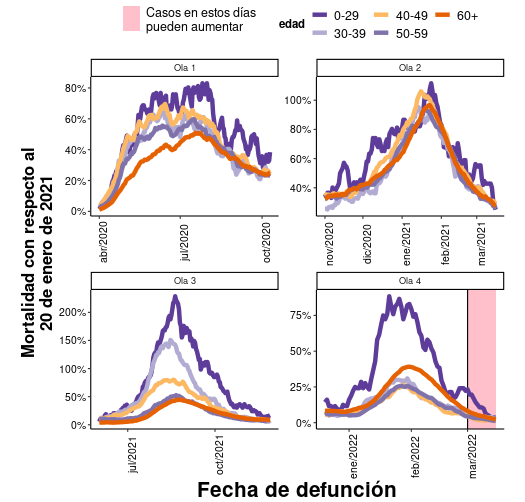 Casos en estos días
pueden aumentar
edad
0-29
40-49
60+
30-39
50-59
Mortalidad con respecto al
20 de enero de 2021
Ola 1
80%
60%
40%
20%
0%
abr/2020
jul/2020
oct/2020
Ola 2
100%
80%
60%
40%
nov/2020
dic/2020
ene/2021
feb/2021
mar/2021
Ola 3
200%
150%
100%
50%
0%
jul/2021
oct/2021
Ola 4
75%
50%
25%
0%
ene/2022
feb/2022
mar/2022
Fecha de defunción